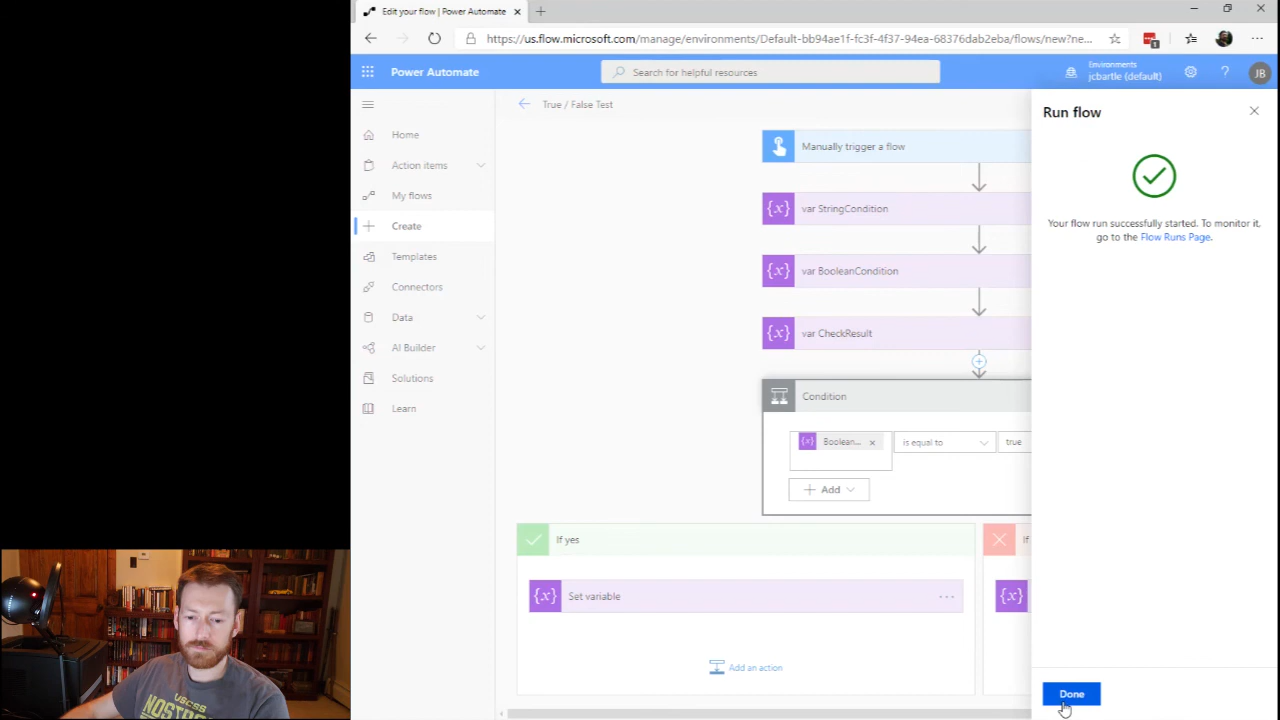 Edit your flow | Power Automate
https://us.flow.microsoft.com/manage/environments/Default-bb94ae1f-fc3f-4f37-94ea-68376dab2eba/flows/new?ne...
1
Power Automate
Search for helpful resources
Environments
jcbartle (default)
?
JB
True / False Test
Home
Action items
My flows
Create
Templates
Connectors
Data
AI Builder
Solutions
Learn
Manually trigger a flow
{x} var StringCondition
{x} var BooleanCondition
{x} var CheckResult
Condition
{x} Boolean... is equal to true
Add
If yes
If
{x} Set variable
{x}
Add an action
Run flow
Your flow run successfully started. To monitor it,
go to the Flow Runs Page.
Done
USCSS
NOSTR